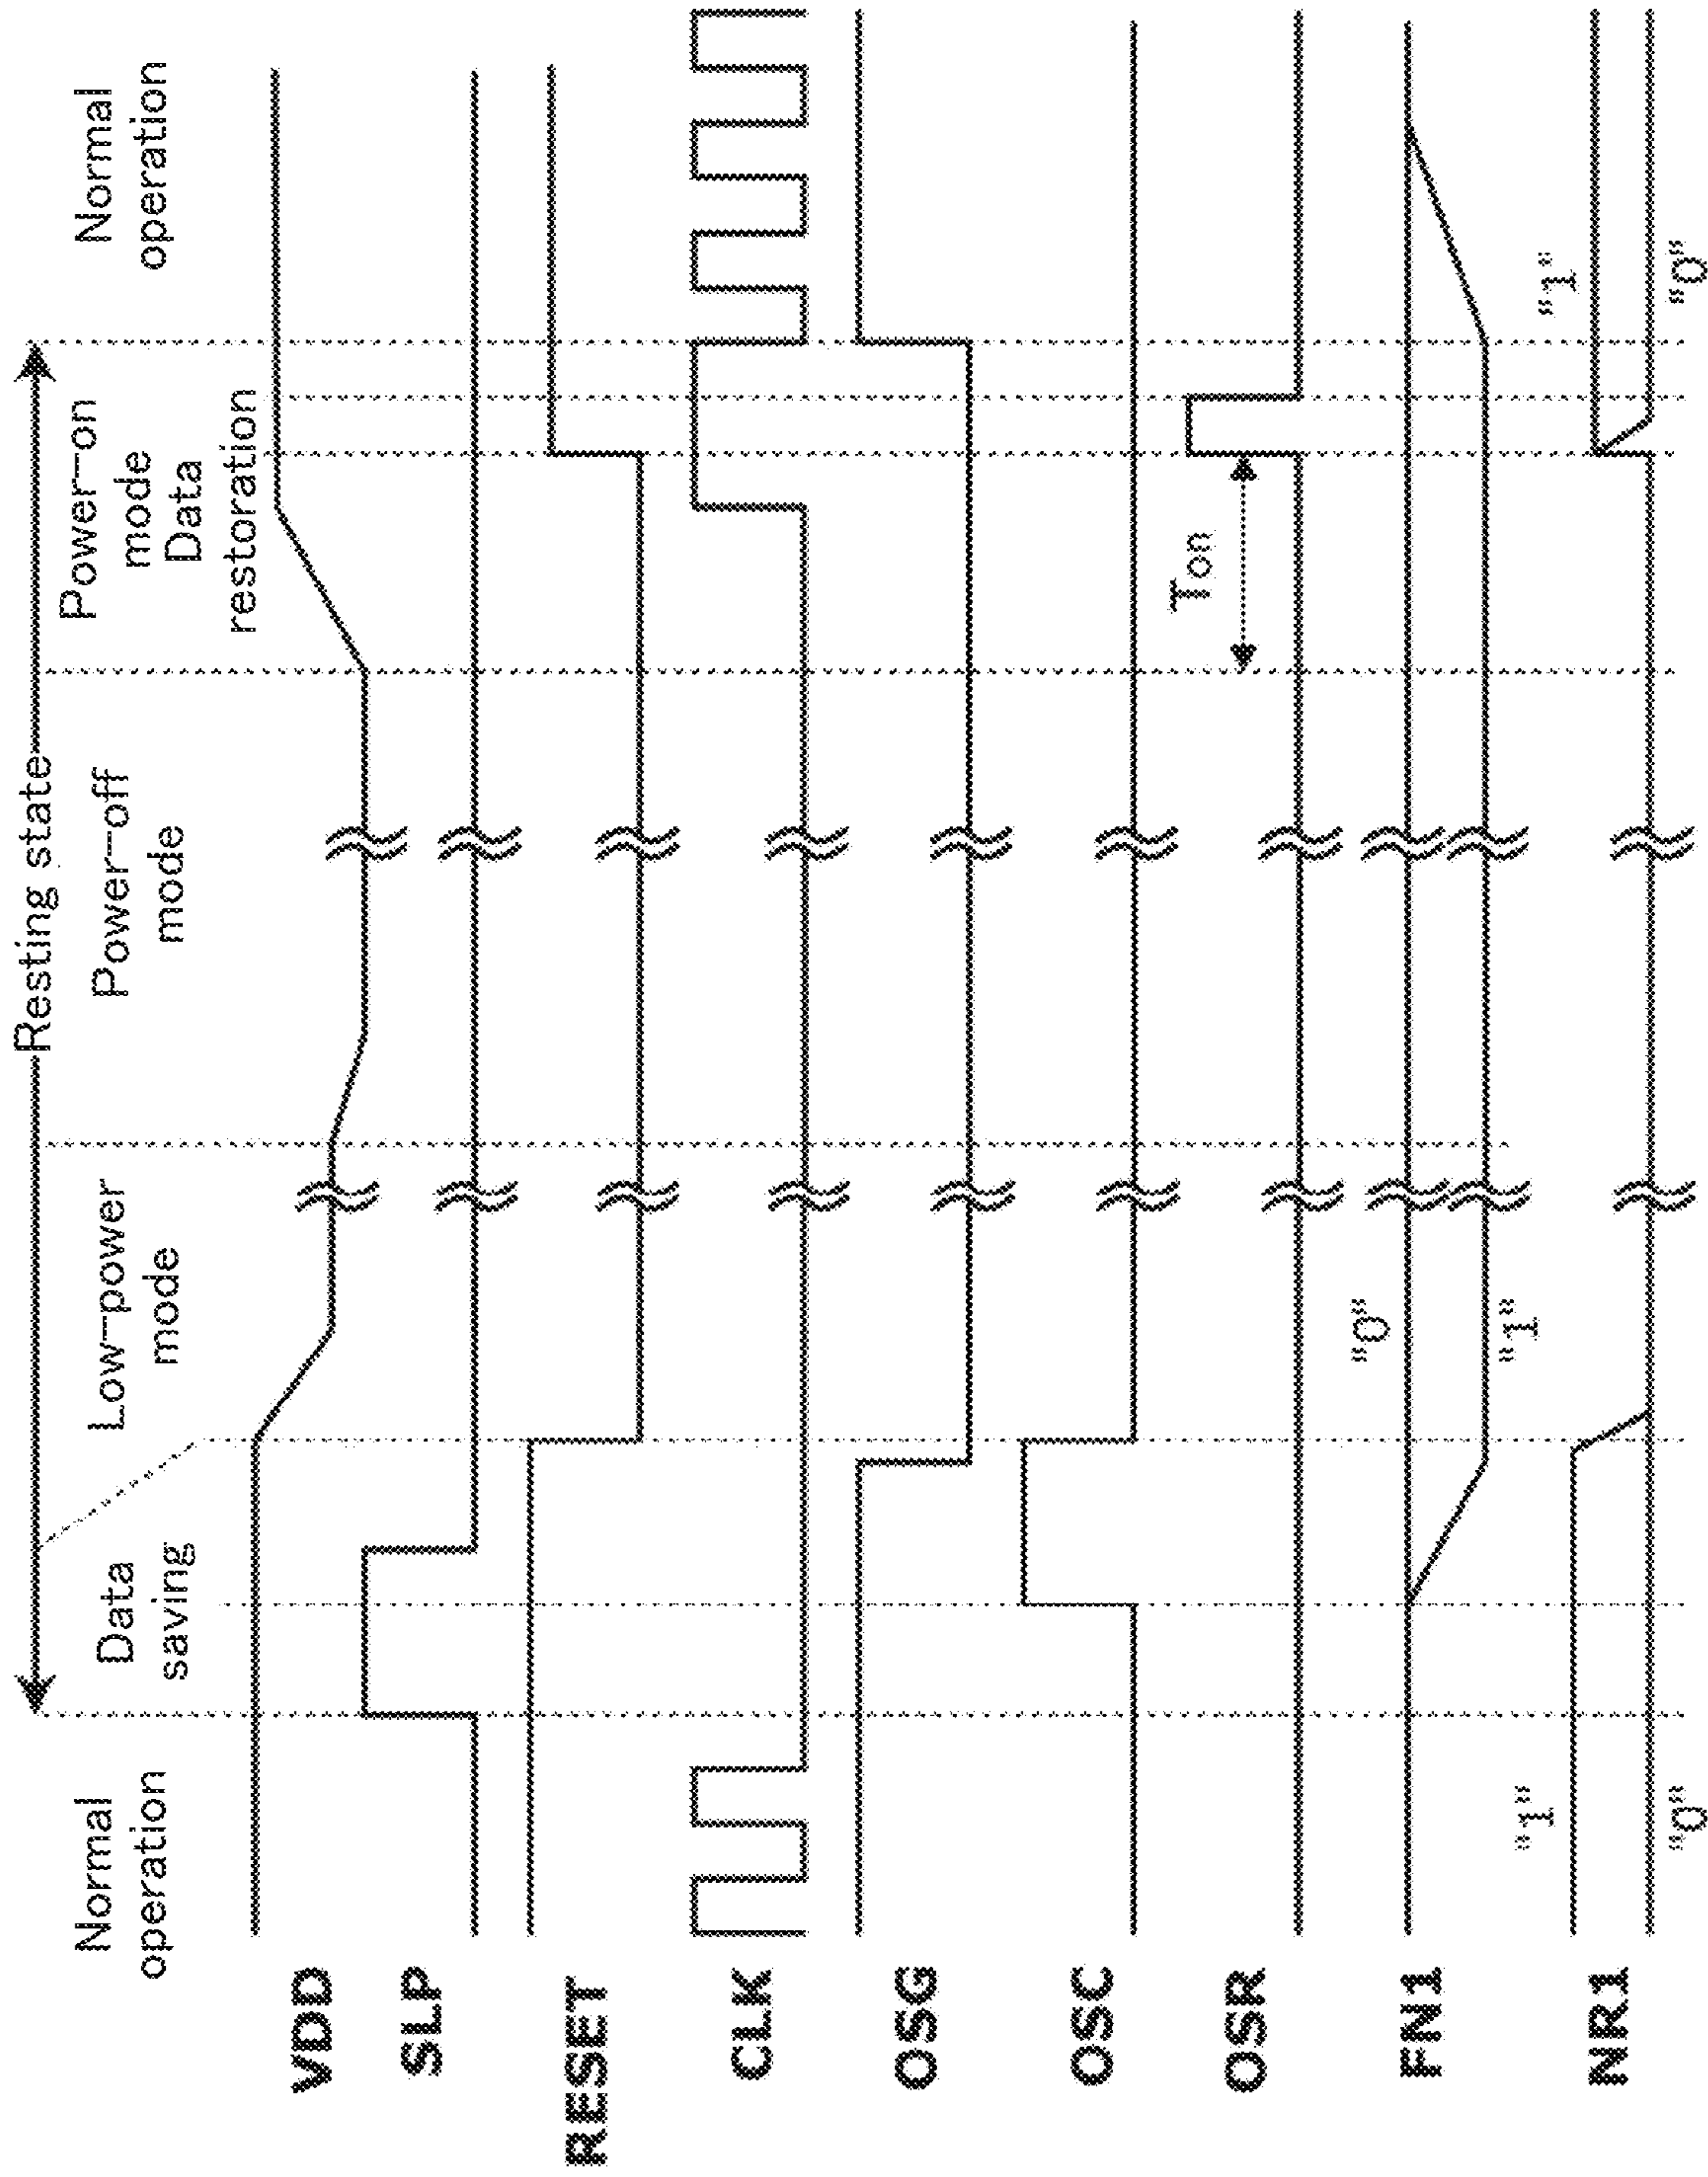 Resting state
Normal
operation
Data
saving
Low-power
mode
Power-off
mode
Power-on
mode
Data
restoration
Normal
operation
VDD
SLP
RESET
CLK
OSG
OSC
OSR
Ton
FN1
"0"
"1"
NR1
"1"
"0"
"1"
"0"